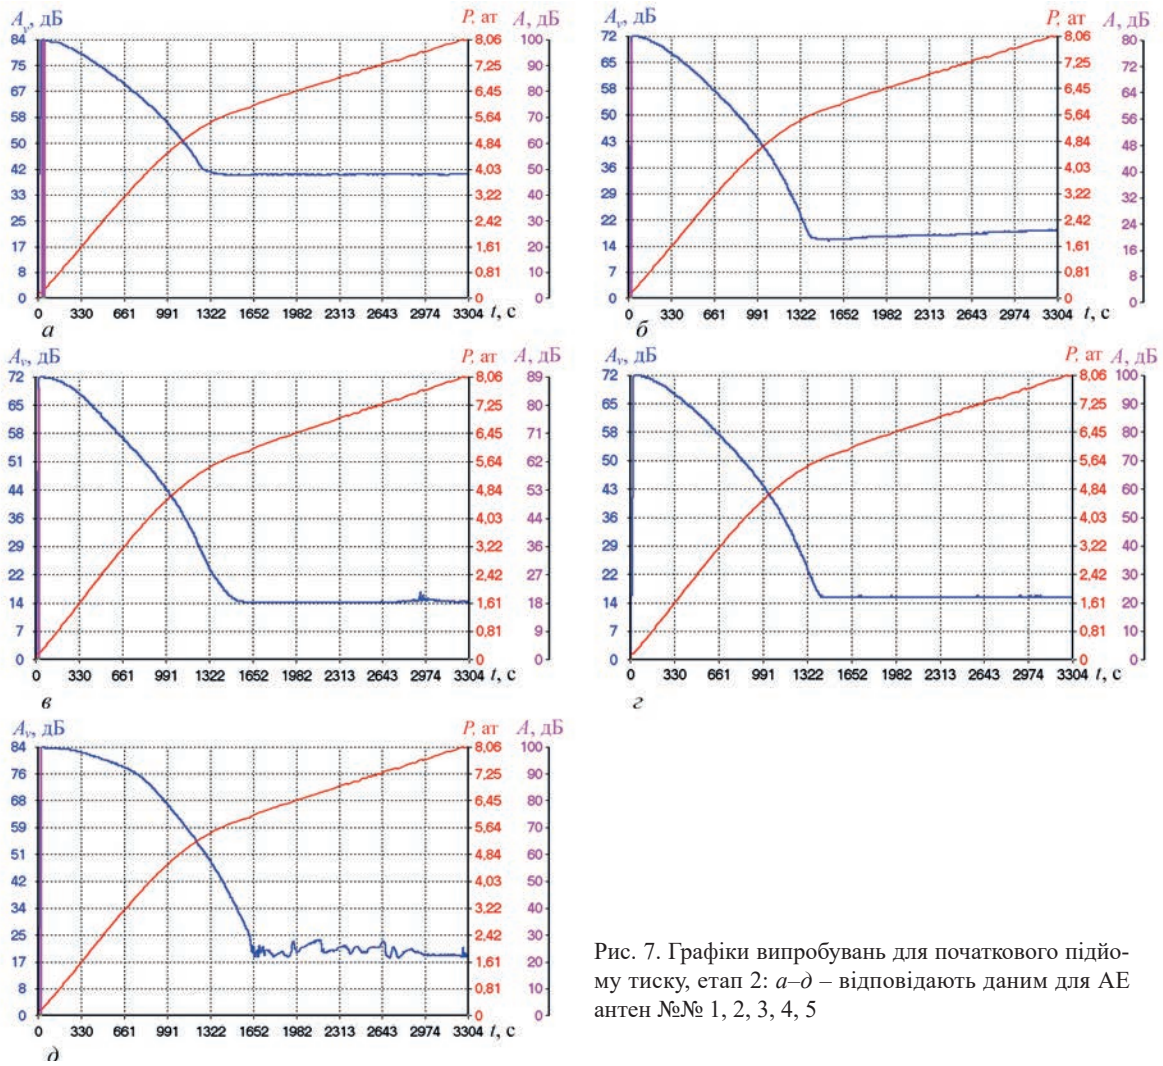 Aᵥ, дБ P, ат A, дБ
84 8,06 100
75 7,25 90
67 6,45 80
58 5,64 70
50 4,84 60
42 4,03 50
33 3,22 40
25 2,42 30
17 1,61 20
8 0,81 10
0 0 0
0 330 661 991 1322 1652 1982 2313 2643 2974 3304 t, с
а
Aᵥ, дБ P, ат A, дБ
72 8,06 80
65 7,25 72
58 6,45 64
50 5,64 56
43 4,84 48
36 4,03 40
29 3,22 32
22 2,42 24
14 1,61 16
7 0,81 8
0 0 0
0 330 661 991 1322 1652 1982 2313 2643 2974 3304 t, с
б
Aᵥ, дБ P, ат A, дБ
72 8,06 89
65 7,25 80
58 6,45 71
51 5,64 62
44 4,84 53
36 4,03 44
29 3,22 36
22 2,42 27
14 1,61 18
7 0,81 9
0 0 0
0 330 661 991 1322 1652 1982 2313 2643 2974 3304 t, с
в
Aᵥ, дБ P, ат A, дБ
72 8,06 100
65 7,25 90
58 6,45 80
50 5,64 70
43 4,84 60
36 4,03 50
29 3,22 40
22 2,42 30
14 1,61 20
7 0,81 10
0 0 0
0 330 661 991 1322 1652 1982 2313 2643 2974 3304 t, с
г
Aᵥ, дБ P, ат A, дБ
84 8,06 100
76 7,25 90
68 6,45 80
59 5,64 70
51 4,84 60
42 4,03 50
34 3,22 40
25 2,42 30
17 1,61 20
8 0,81 10
0 0 0
0 330 661 991 1322 1652 1982 2313 2643 2974 3304 t, с
д
Рис. 7. Графіки випробувань для початкового підйо-
му тиску, етап 2: а–д – відповідають даним для АЕ
антен №№ 1, 2, 3, 4, 5